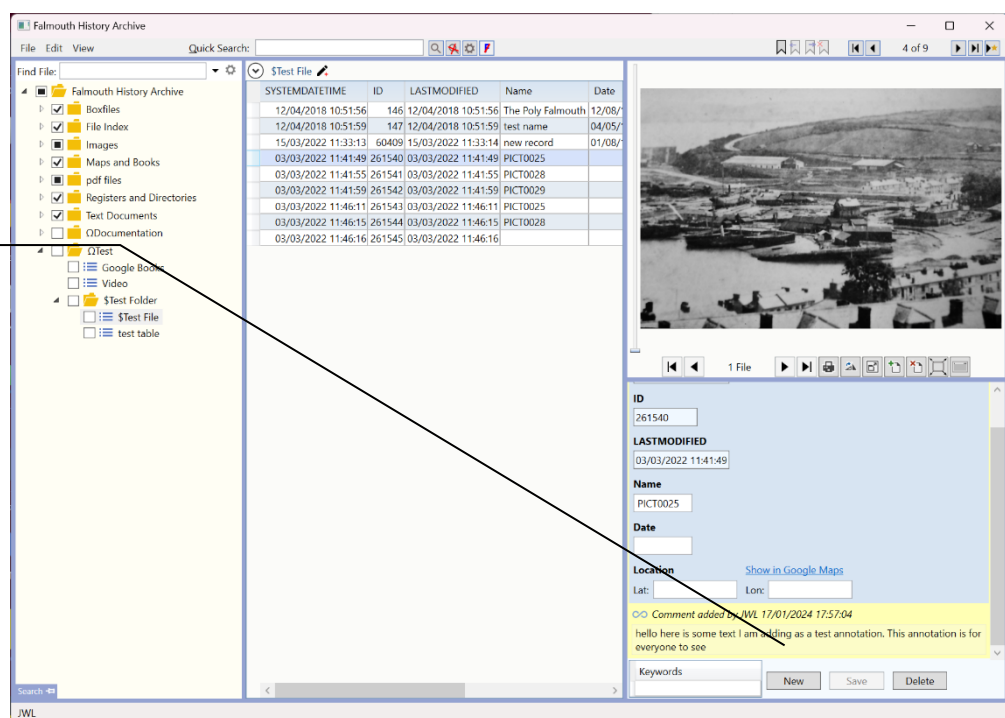 Falmouth History Archive
File Edit View Quick Search: F 4 of 9
Find File:
Falmouth History Archive
Boxfiles
File Index
Images
Maps and Books
pdf files
Registers and Directories
Text Documents
ΩDocumentation
ΩTest
Google Books
Video
$Test Folder
$Test File
test table
Search
JWL
$Test File
SYSTEMDATETIME ID LASTMODIFIED Name Date
12/04/2018 10:51:56 146 12/04/2018 10:51:56 The Poly Falmouth 12/08/
12/04/2018 10:51:59 147 12/04/2018 10:51:59 test name 04/05/
15/03/2022 11:33:13 60409 15/03/2022 11:33:14 new record 01/08/
03/03/2022 11:41:49 261540 03/03/2022 11:41:49 PICT0025
03/03/2022 11:41:55 261541 03/03/2022 11:41:55 PICT0028
03/03/2022 11:41:59 261542 03/03/2022 11:41:59 PICT0029
03/03/2022 11:46:11 261543 03/03/2022 11:46:11 PICT0025
03/03/2022 11:46:15 261544 03/03/2022 11:46:15 PICT0028
03/03/2022 11:46:16 261545 03/03/2022 11:46:16
1 File
ID
261540
LASTMODIFIED
03/03/2022 11:41:49
Name
PICT0025
Date
Location Show in Google Maps
Lat: Lon:
Comment added by JWL 17/01/2024 17:57:04
hello here is some text I am adding as a test annotation. This annotation is for
everyone to see
Keywords
New Save Delete